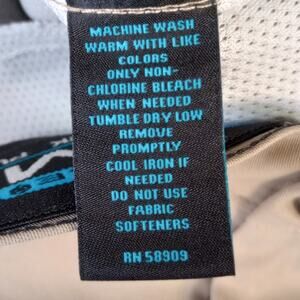 MACHINE WASH
WARM WITH LIKE
COLORS
ONLY NON-
CHLORINE BLEACH
WHEN NEEDED
TUMBLE DRY LOW
REMOVE
PROMPTLY
COOL IRON IF
NEEDED
DO NOT USE
FABRIC
SOFTENERS
RN 58909